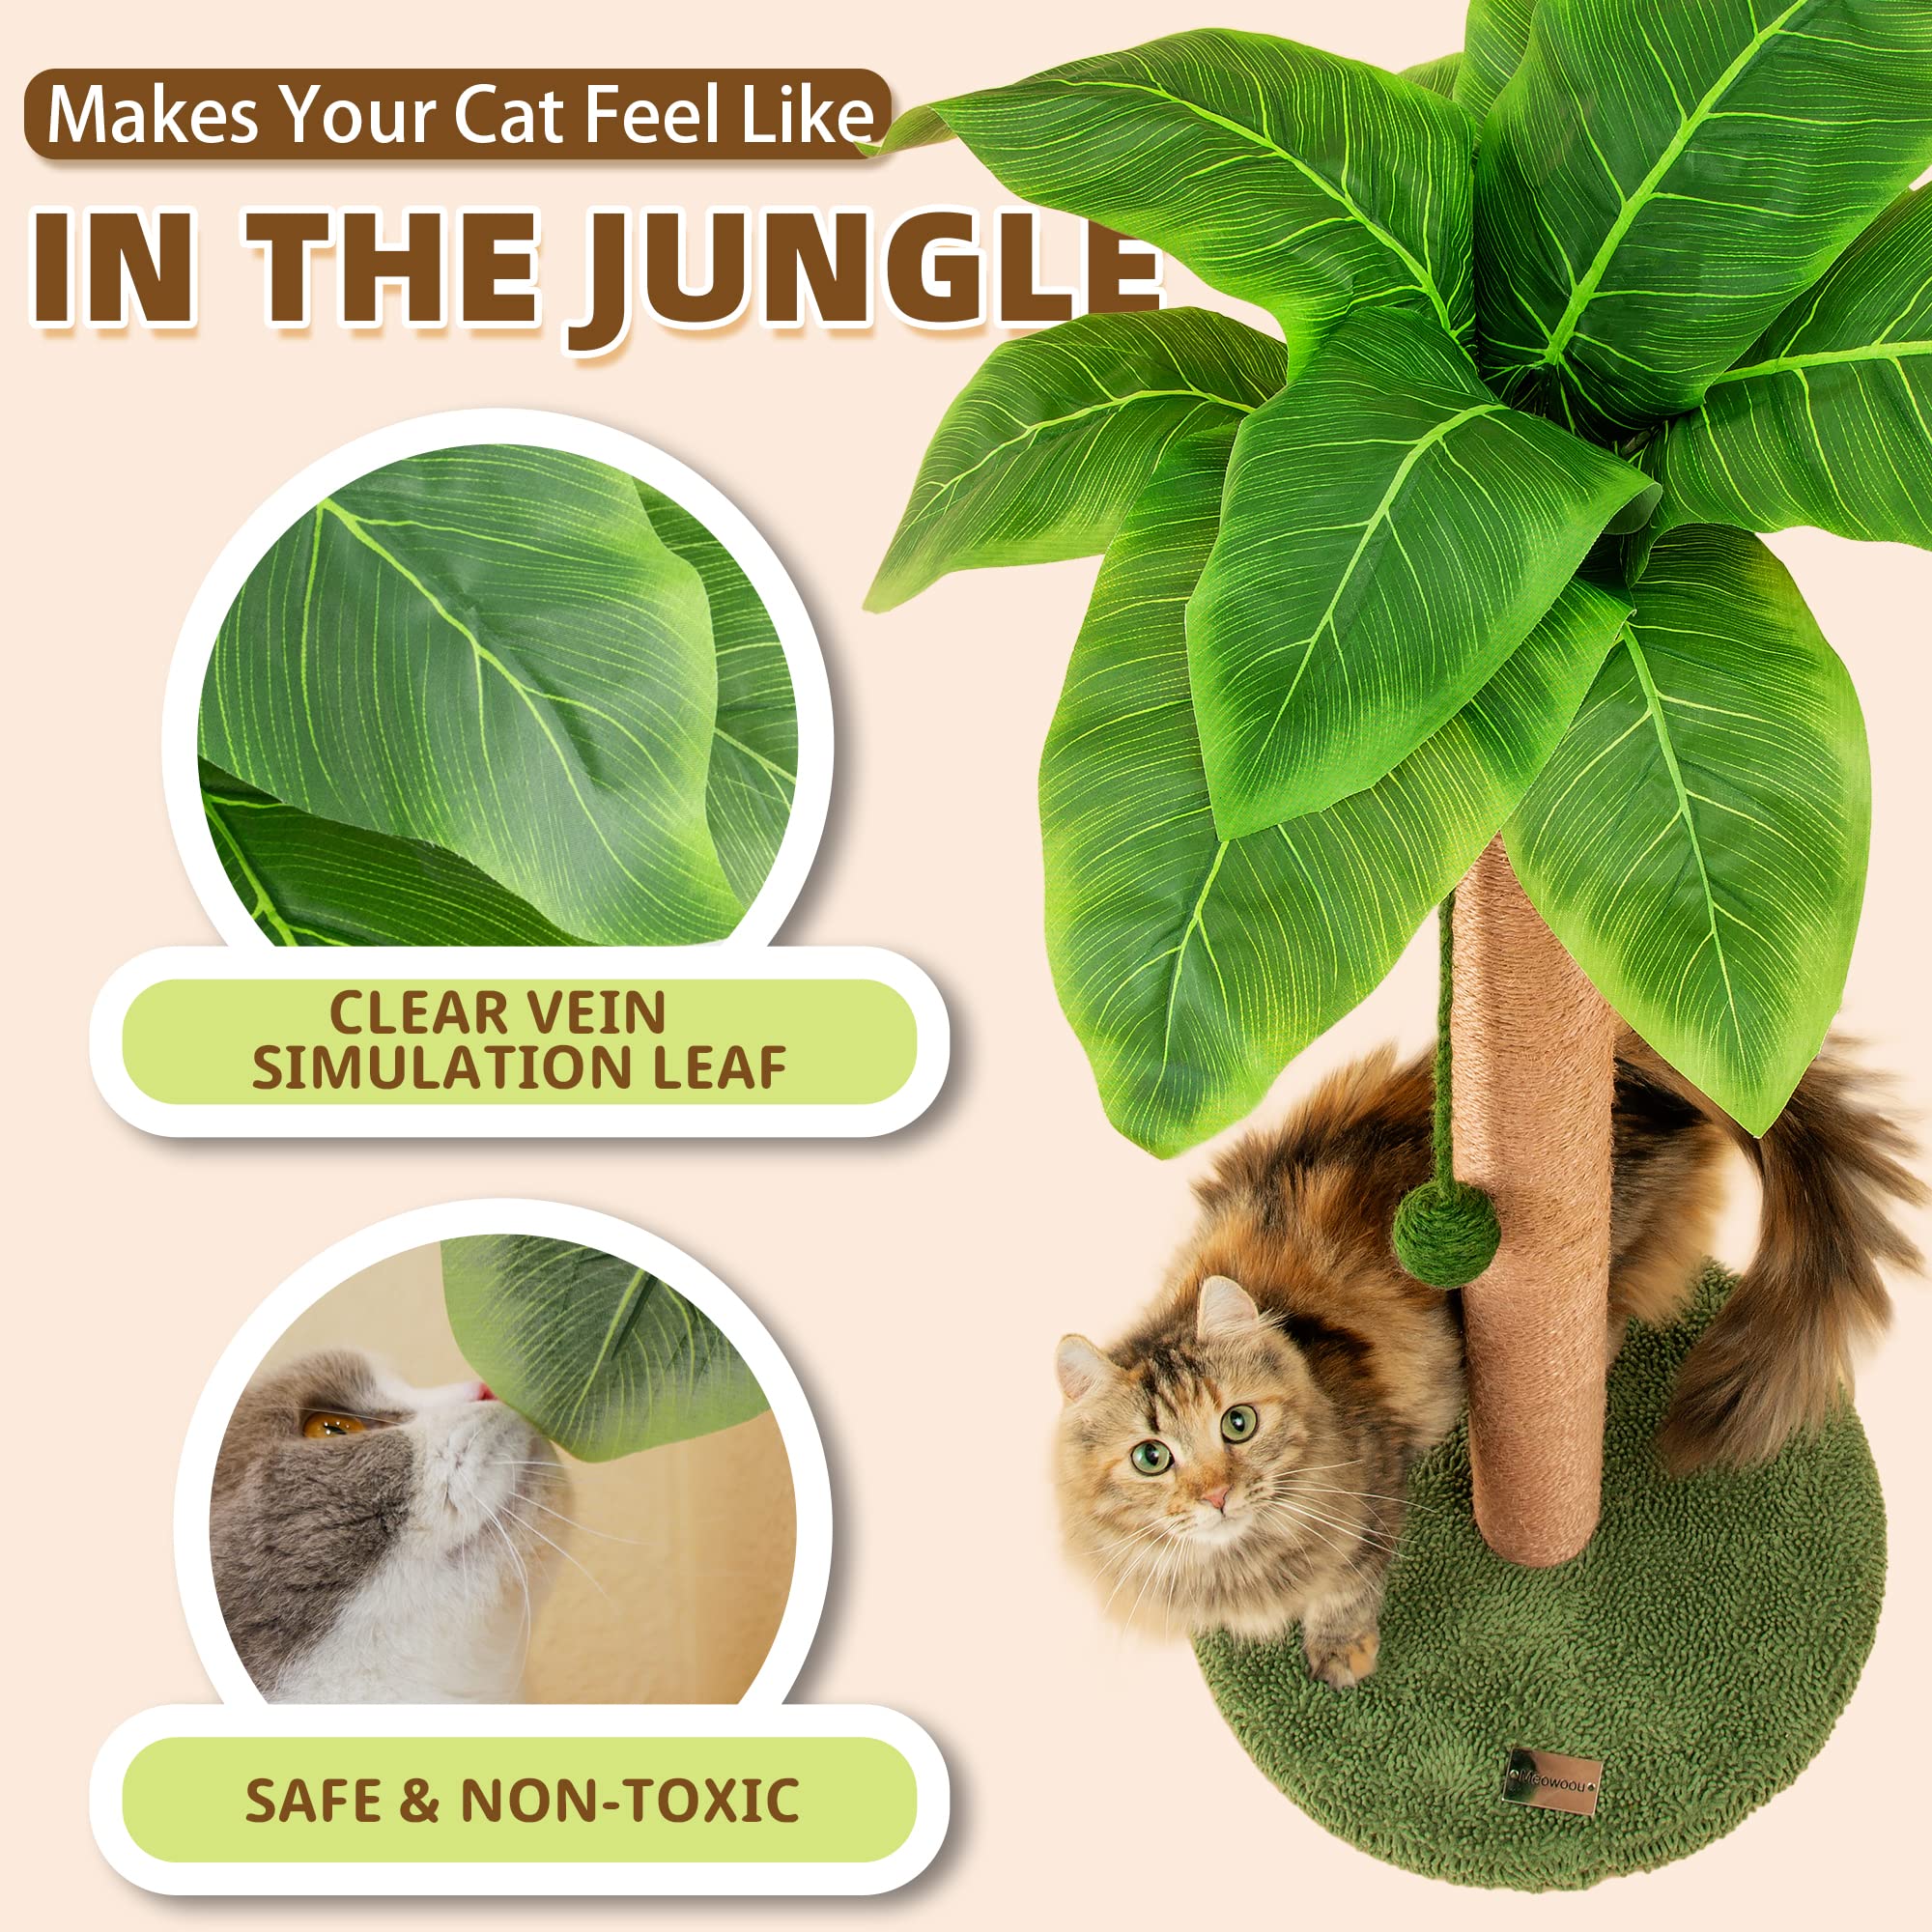 Makes Your Cat Feel Like
IN THE JUNGLE
CLEAR VEIN
SIMULATION LEAF
SAFE & NON-TOXIC
Meowoou